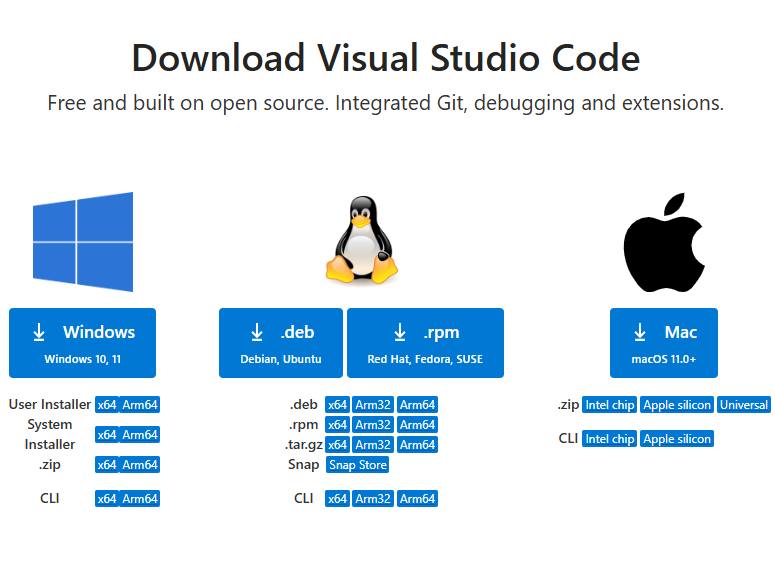 Download Visual Studio Code
Free and built on open source. Integrated Git, debugging and extensions.
Windows
Windows 10, 11
User Installer x64 Arm64
System
Installer x64 Arm64
.zip x64 Arm64
CLI x64 Arm64
.deb
Debian, Ubuntu
.rpm
Red Hat, Fedora, SUSE
.deb x64 Arm32 Arm64
.rpm x64 Arm32 Arm64
.tar.gz x64 Arm32 Arm64
Snap Snap Store
CLI x64 Arm32 Arm64
Mac
macOS 11.0+
.zip Intel chip Apple silicon Universal
CLI Intel chip Apple silicon